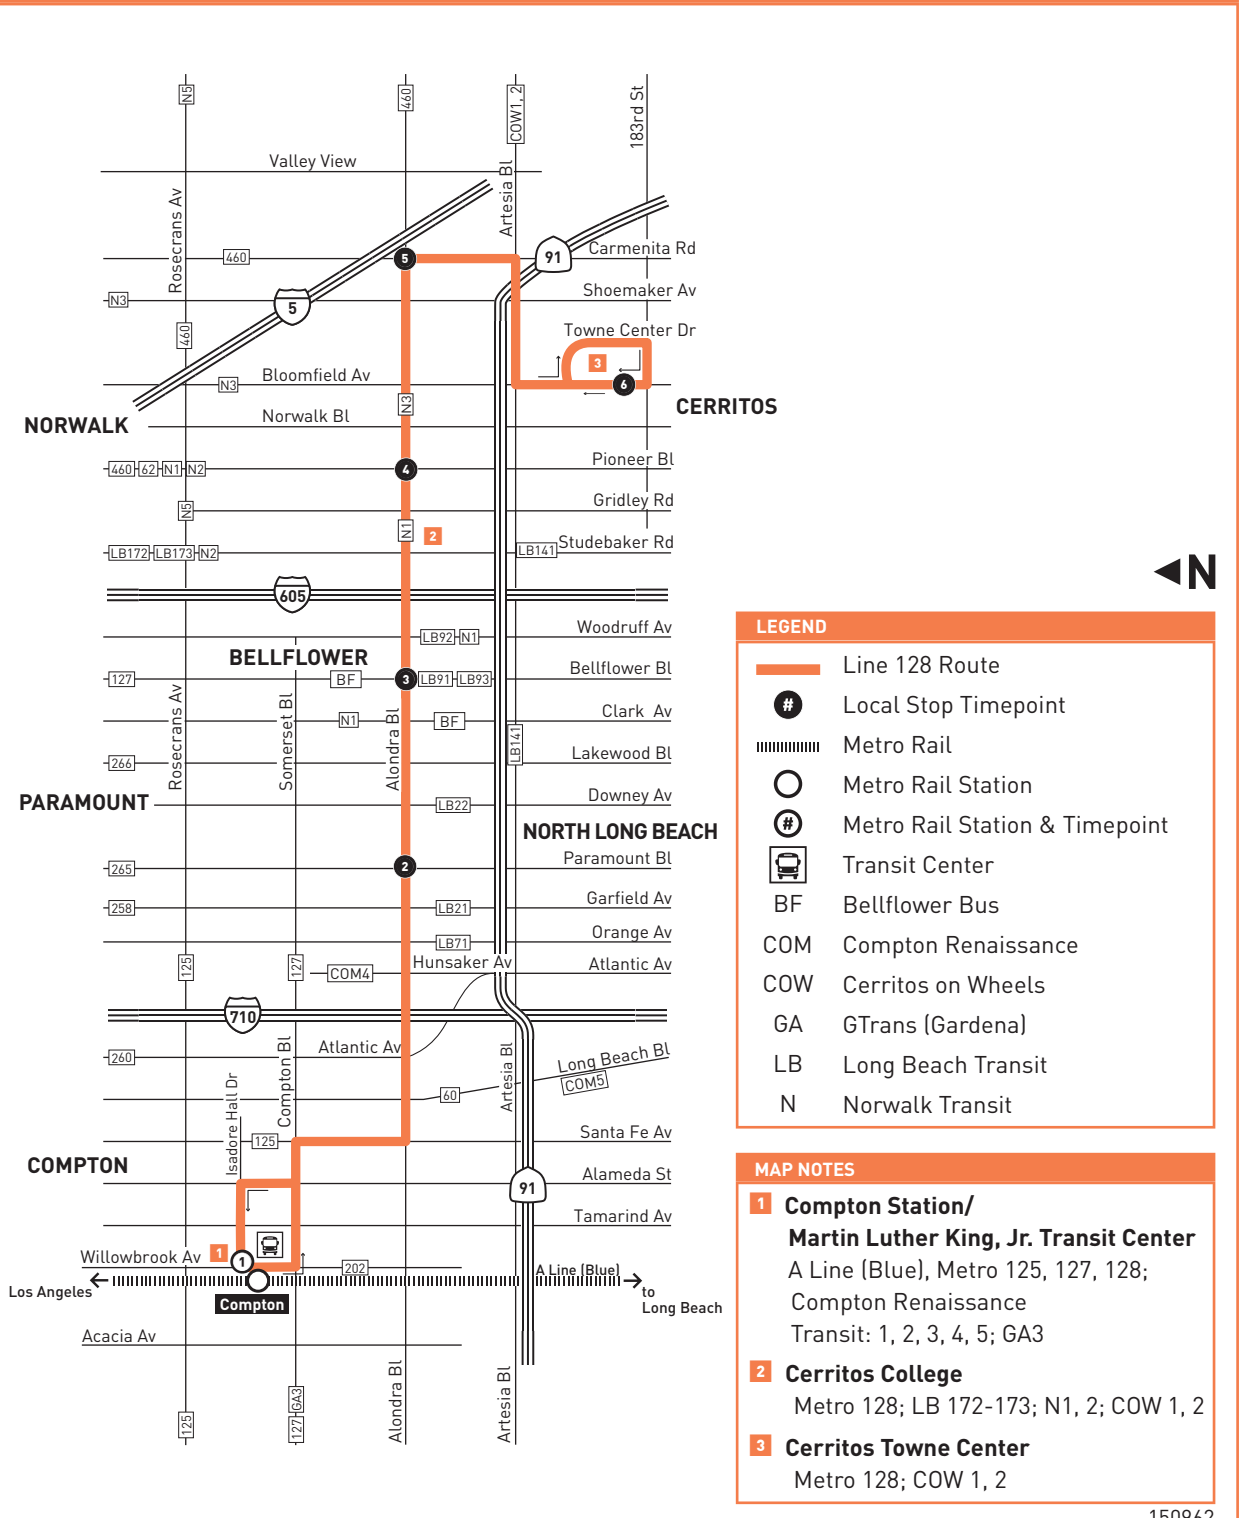 N5
460
COW1, 2
183rd St
Valley View
Artesia Bl
Rosecrans Av
460
5
91
Carmenita Rd
N3
5
Shoemaker Av
460
Towne Center Dr
3
N3
Bloomfield Av
6
N3
CERRITOS
NORWALK
Norwalk Bl
460 62 N1 N2
4
Pioneer Bl
N5
Gridley Rd
N1
2
LB172 LB173 N2
LB141
Studebaker Rd
N
605
Woodruff Av
LB92 N1
BELLFLOWER
127
BF
3
LB91 LB93
Bellflower Bl
Rosecrans Av
Somerset Bl
Alondra Bl
N1
BF
Clark Av
LB141
266
Lakewood Bl
PARAMOUNT
LB22
Downey Av
NORTH LONG BEACH
265
2
Paramount Bl
258
LB21
Garfield Av
LB71
Orange Av
125
127
COM4
Hunsaker Av
Atlantic Av
710
260
Atlantic Av
Compton Bl
Artesia Bl
Long Beach Bl
COM5
60
Isadore Hall Dr
125
Santa Fe Av
COMPTON
Alameda St
91
Tamarind Av
Willowbrook Av
1
1
202
A Line (Blue)
Los Angeles
Compton
to
Long Beach
Acacia Av
125
127 GA3
Alondra Bl
Artesia Bl
LEGEND
Line 128 Route
# Local Stop Timepoint
Metro Rail
Metro Rail Station
# Metro Rail Station & Timepoint
Transit Center
BF Bellflower Bus
COM Compton Renaissance
COW Cerritos on Wheels
GA GTrans (Gardena)
LB Long Beach Transit
N Norwalk Transit
MAP NOTES
1 Compton Station/
Martin Luther King, Jr. Transit Center
A Line (Blue), Metro 125, 127, 128;
Compton Renaissance
Transit: 1, 2, 3, 4, 5; GA3
2 Cerritos College
Metro 128; LB 172-173; N1, 2; COW 1, 2
3 Cerritos Towne Center
Metro 128; COW 1, 2